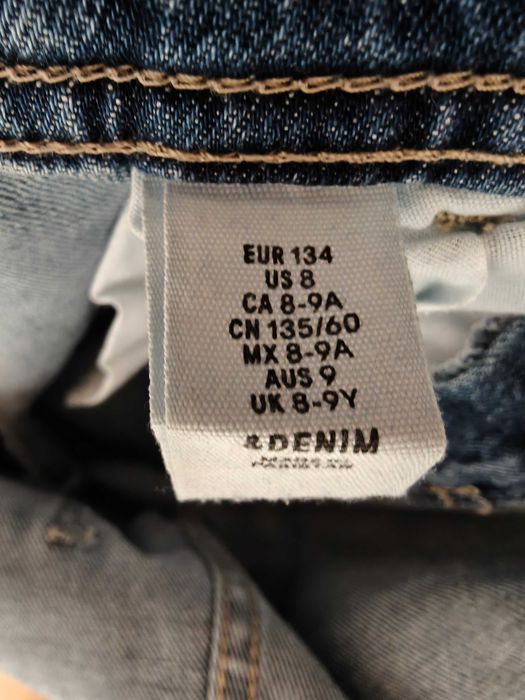 EUR 134
US 8
CA 8-9A
CN 135/60
MX 8-9A
AUS 9
UK 8-9Y
&DENIM